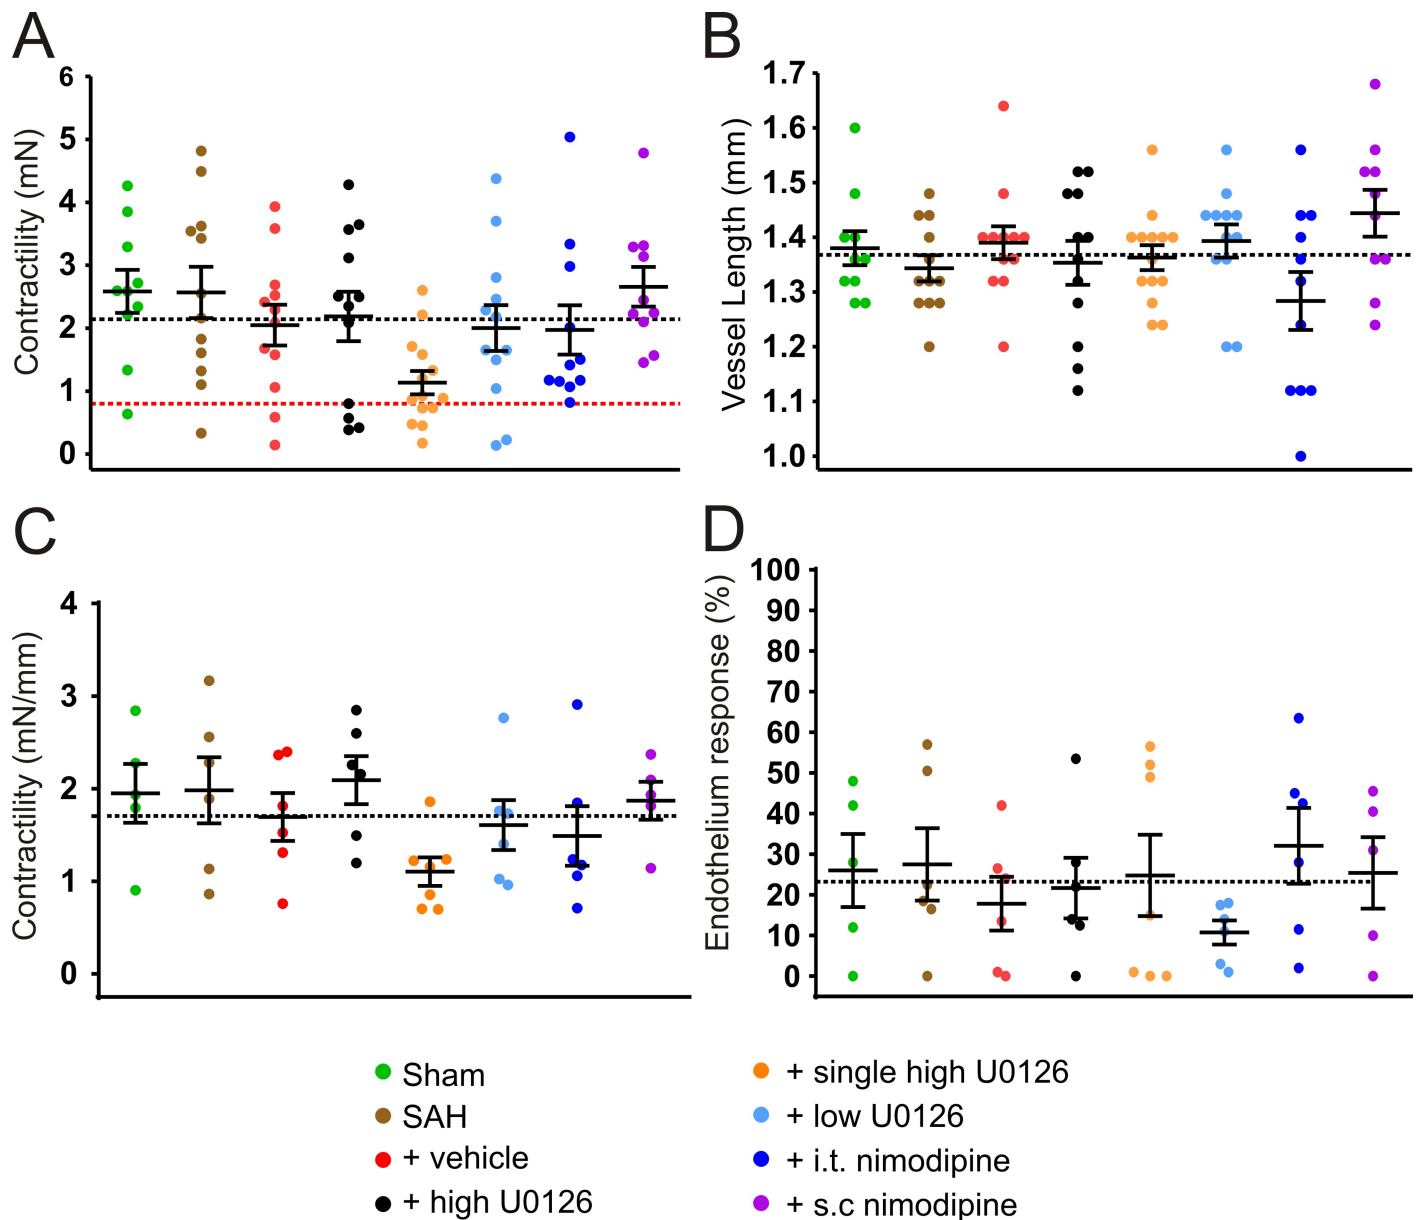 A
Contractility (mN)
6
5
4
3
2
1
0
B
Vessel Length (mm)
1.7
1.6
1.5
1.4
1.3
1.2
1.1
1.0
C
Contractility (mN/mm)
4
3
2
1
0
D
Endothelium response (%)
100
90
80
70
60
50
40
30
20
10
0
Sham
SAH
+ vehicle
+ high U0126
+ single high U0126
+ low U0126
+ i.t. nimodipine
+ s.c nimodipine